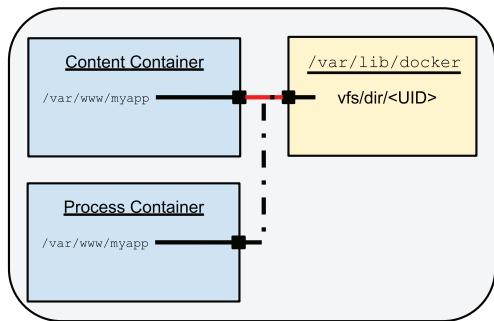 Content Container
/var/www/myapp
/var/lib/docker
vfs/dir/<UID>
Process Container
/var/www/myapp